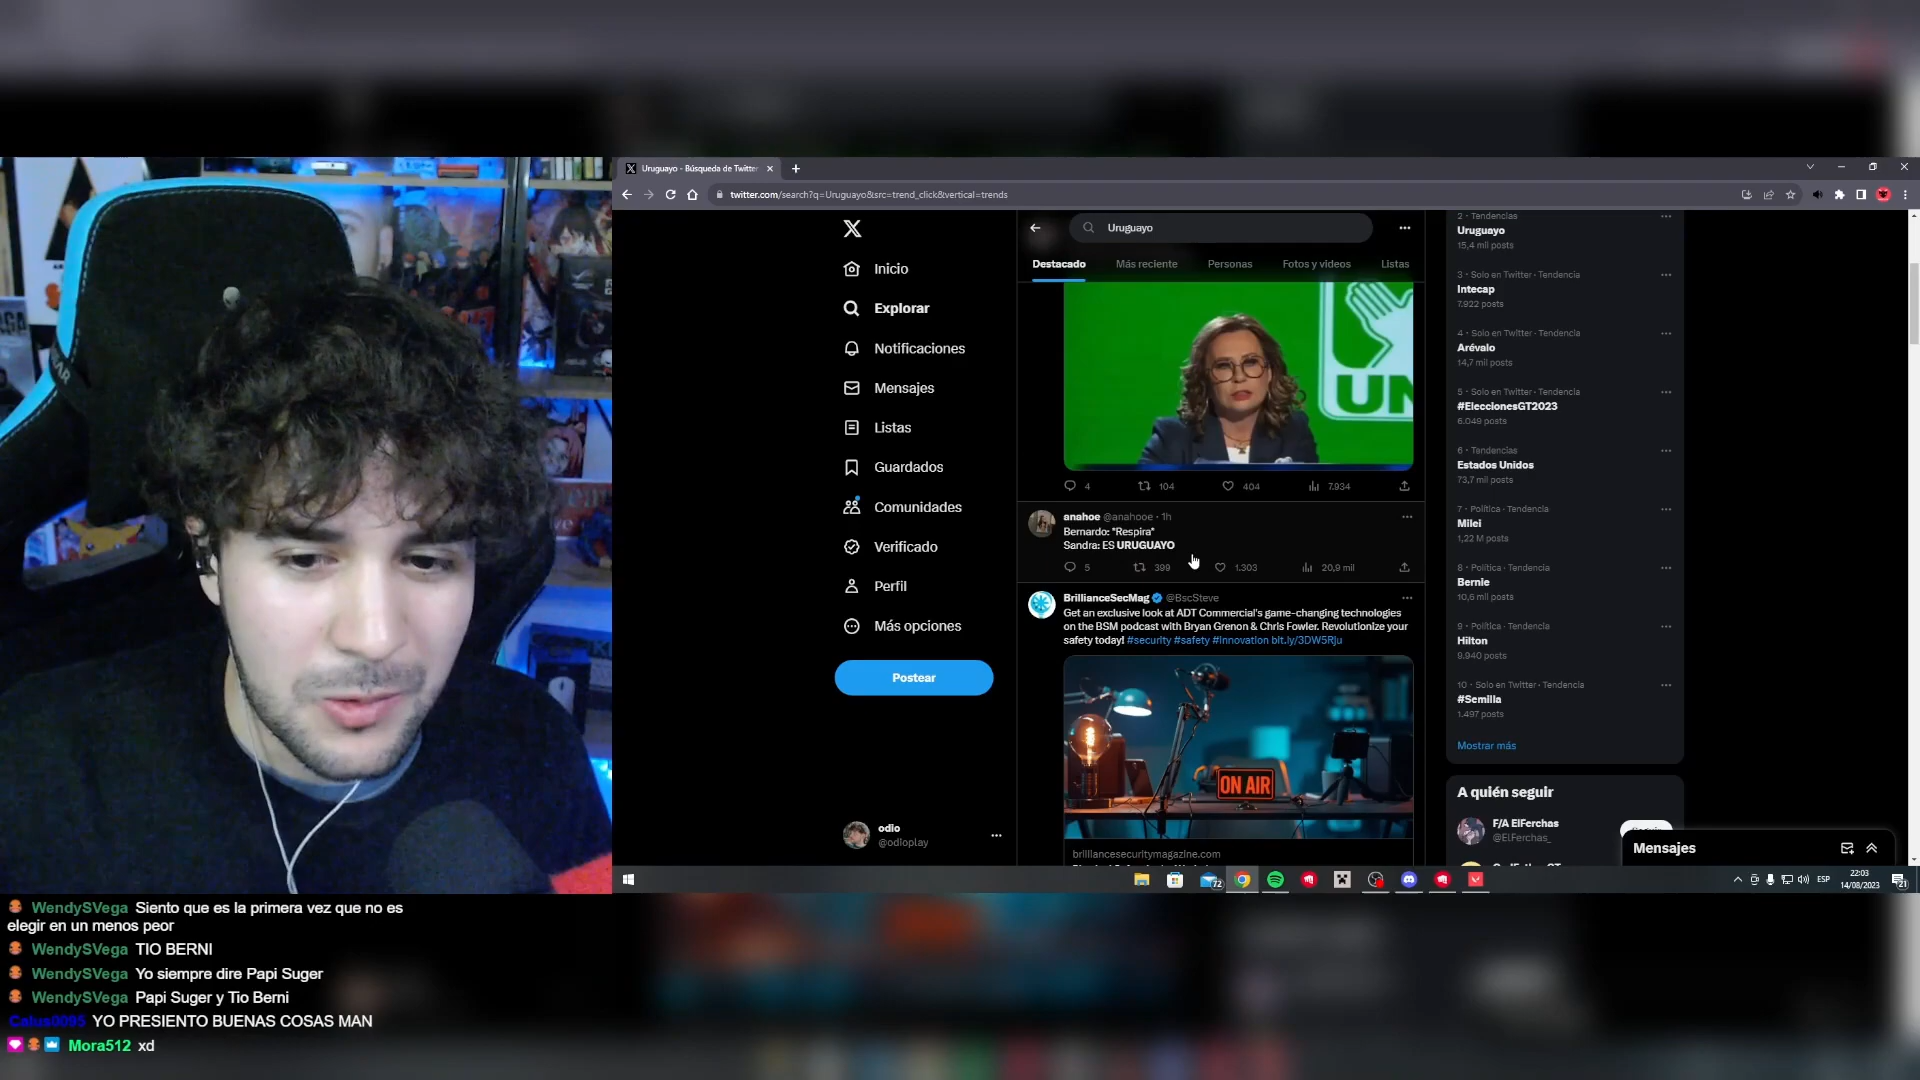 Uruguayo - Búsqueda de Twitter
twitter.com/search?q=Uruguayo&src=trend_click&vertical=trends
Inicio
Explorar
Notificaciones
Mensajes
Listas
Guardados
Comunidades
Verificado
Perfil
Más opciones
Postear
odio
@odioplay
Uruguayo
Destacado Más reciente Personas Fotos y videos Listas
UN
4 104 404 7.934
anahoe @anahooe · 1h
Bernardo: "Respira"
Sandra: ES URUGUAYO
5 399 1.303 20,9 mil
BrillianceSecMag @BscSteve
Get an exclusive look at ADT Commercial's game-changing technologies
on the BSM podcast with Bryan Grenon & Chris Fowler. Revolutionize your
safety today! #security #safety #innovation bit.ly/3DW5Rju
ON AIR
brilliancesecuritymagazine.com
2 · Tendencias
Uruguayo
15,4 mil posts
3 · Solo en Twitter · Tendencia
Intecap
7.922 posts
4 · Solo en Twitter · Tendencia
Arévalo
14,7 mil posts
5 · Solo en Twitter · Tendencia
#EleccionesGT2023
6.049 posts
6 · Tendencias
Estados Unidos
73,7 mil posts
7 · Política · Tendencia
Milei
1,22 M posts
8 · Política · Tendencia
Bernie
10,6 mil posts
9 · Política · Tendencia
Hilton
9.940 posts
10 · Solo en Twitter · Tendencia
#Semilla
1.497 posts
Mostrar más
A quién seguir
F/A ElFerchas
@ElFerchas_
Mensajes
72
ESP
22:03
14/08/2023
21
WendySVega Siento que es la primera vez que no es
elegir en un menos peor
WendySVega TIO BERNI
WendySVega Yo siempre dire Papi Suger
WendySVega Papi Suger y Tio Berni
Calus0095 YO PRESIENTO BUENAS COSAS MAN
Mora512 xd